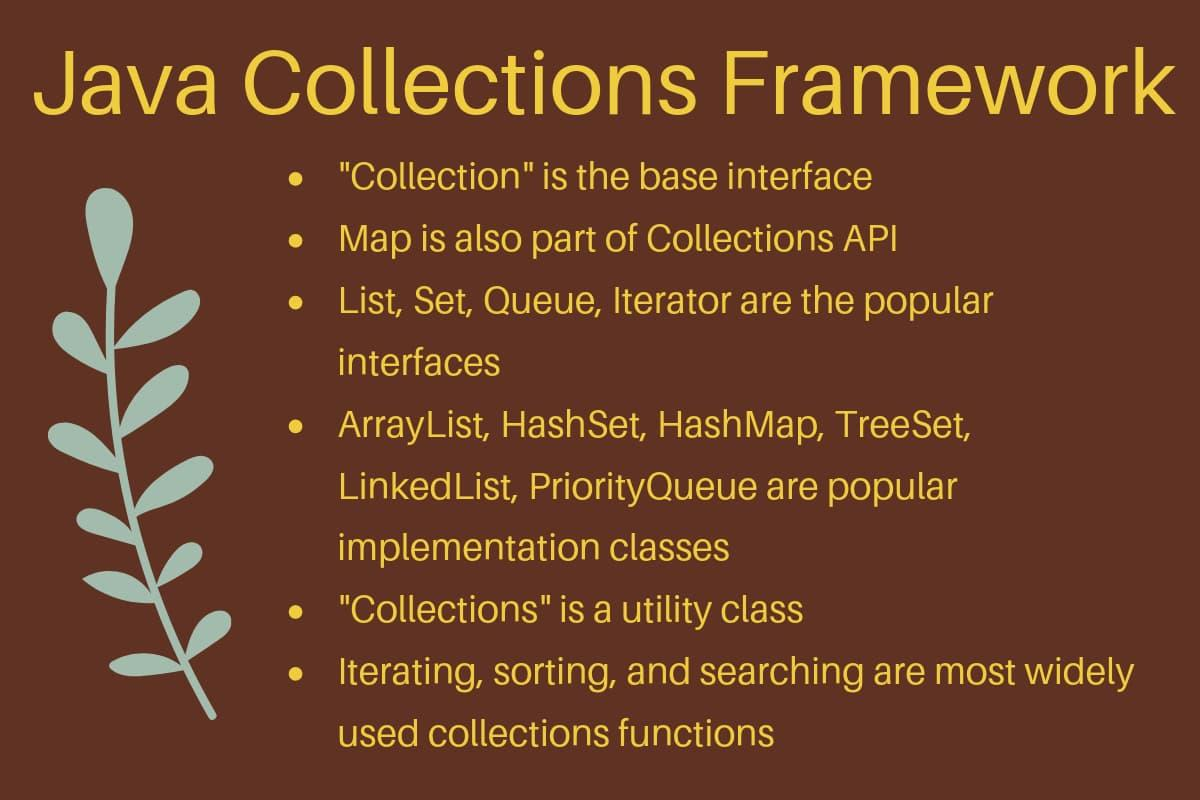 Java Collections Framework
• "Collection" is the base interface
• Map is also part of Collections API
• List, Set, Queue, Iterator are the popular
interfaces
• ArrayList, HashSet, HashMap, TreeSet,
LinkedList, PriorityQueue are popular
implementation classes
• "Collections" is a utility class
• Iterating, sorting, and searching are most widely
used collections functions